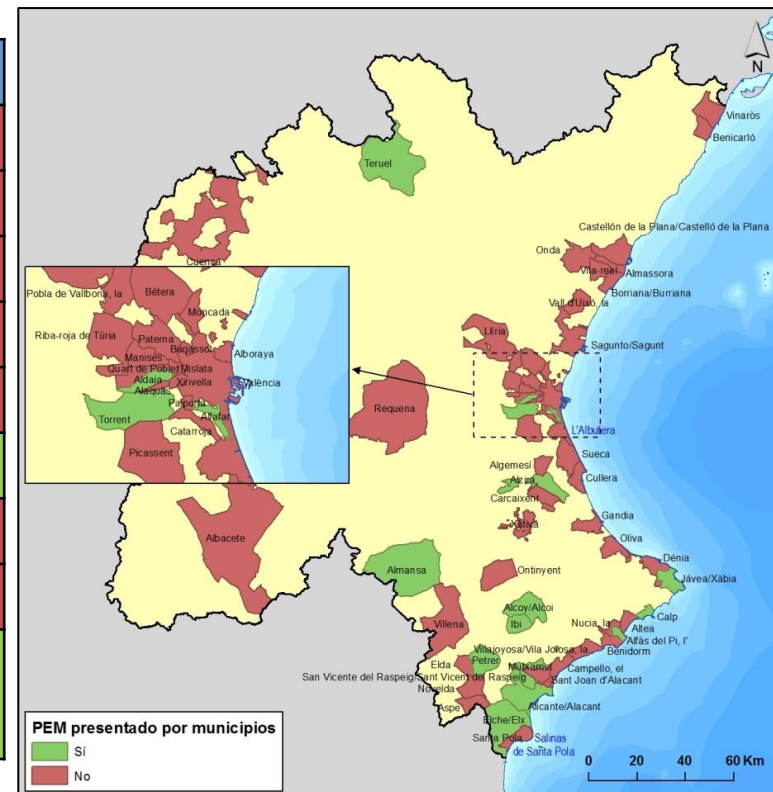 N
Vinaròs
Benicarló
Teruel
Castellón de la Plana/Castelló de la Plana
Onda
Vila-real
Almassora
Borriana/Burriana
Vall d'Uixó, la
Cuenca
Pobla de Vallbona, la
Bétera
Moncada
Llíria
Sagunto/Sagunt
Riba-roja de Túria
Paterna
Burjassot
Alboraya
Manises
Quart de Poblet
Mislata
València
Aldaia
Xirivella
Alaquàs
Paiporta
Alfafar
Torrent
Catarroja
Picassent
Requena
L'Albufera
Sueca
Algemesí
Alzira
Cullera
Carcaixent
Xàtiva
Gandia
Oliva
Albacete
Almansa
Ontinyent
Dénia
Jávea/Xàbia
Alcoy/Alcoi
Ibi
Calp
Villena
Nucia, la
Altea
Alfàs del Pi, l'
Villajoyosa/Vila Joiosa, la
Benidorm
Petrer
Elda
Mutxamel
Campello, el
San Vicente del Raspeig/Sant Vicent del Raspeig
Sant Joan d'Alacant
Novelda
Aspe
Alicante/Alacant
Elche/Elx
Santa Pola
Salinas
de Santa Pola
PEM presentado por municipios
Sí
No
0 20 40 60 Km